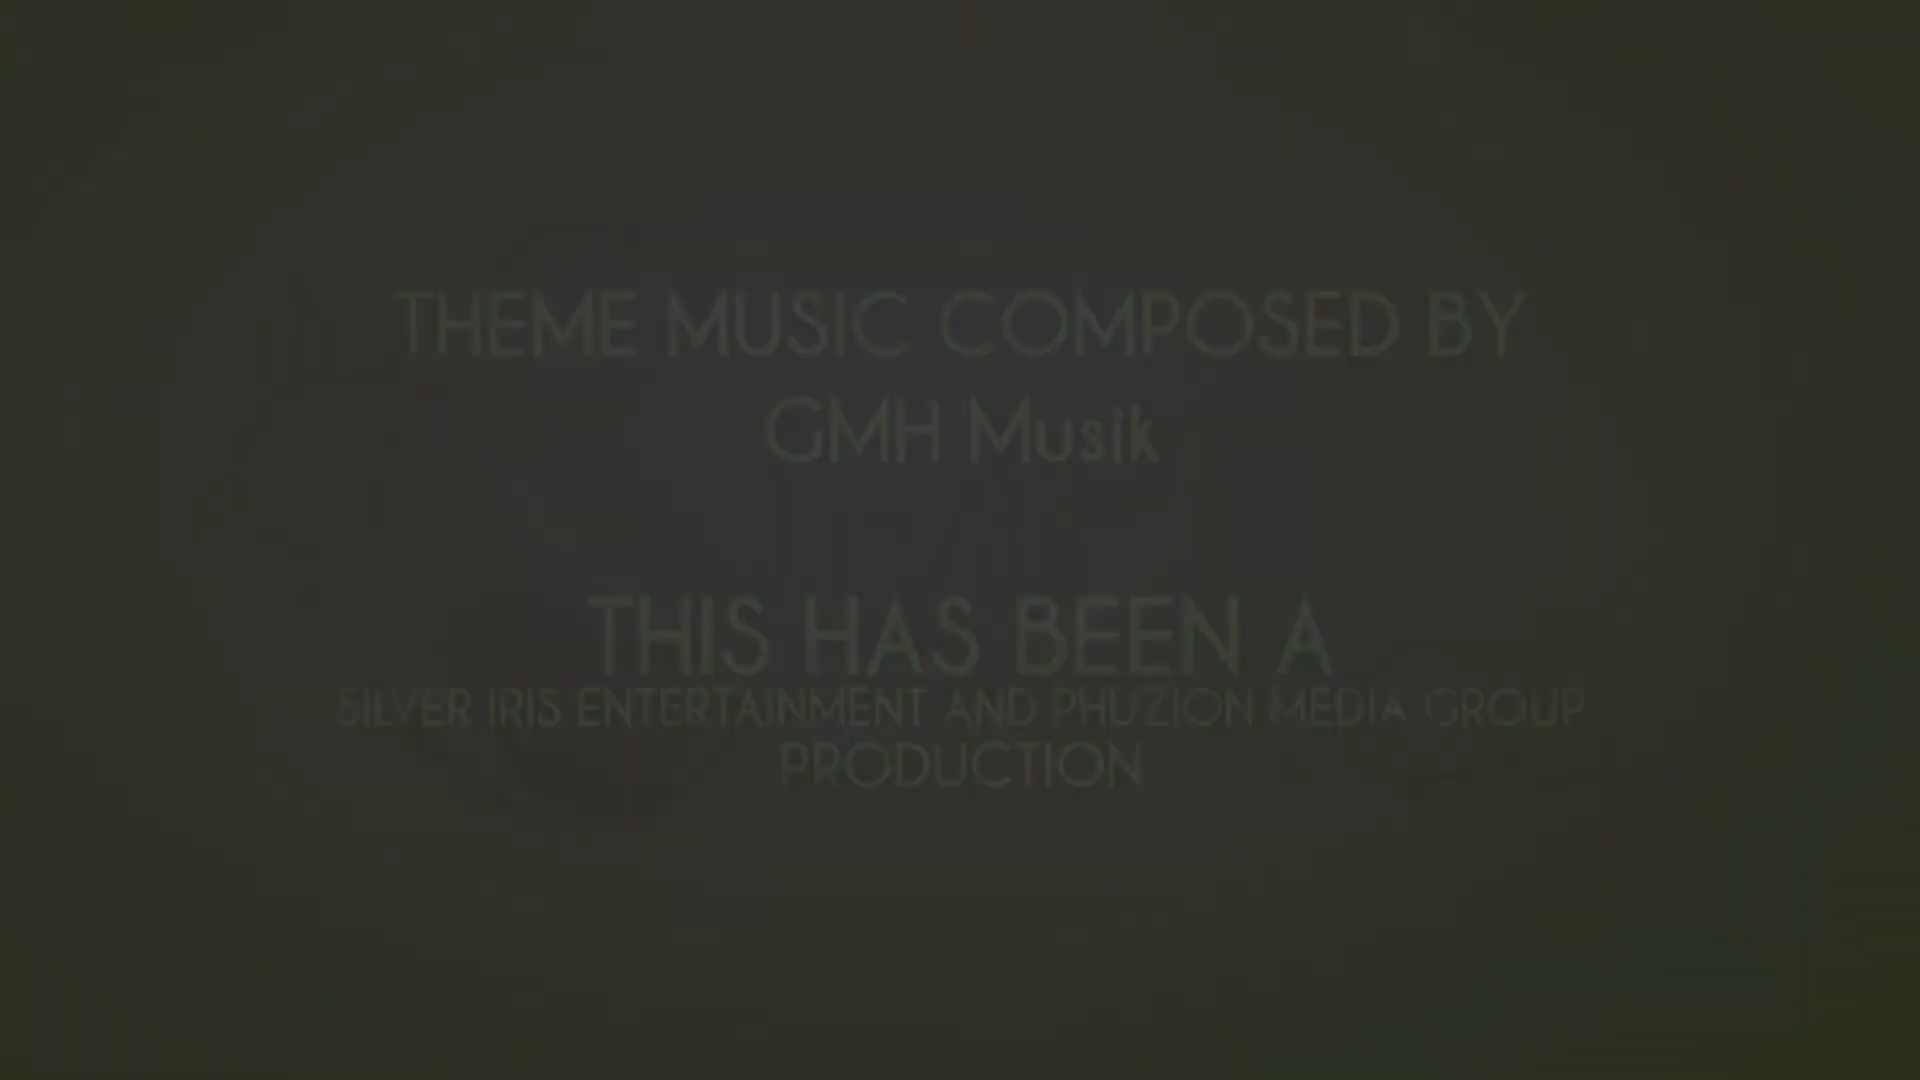 THEME MUSIC COMPOSED BY
GMH Musik
THIS HAS BEEN A
SILVER IRIS ENTERTAINMENT AND PHUZION MEDIA GROUP
PRODUCTION